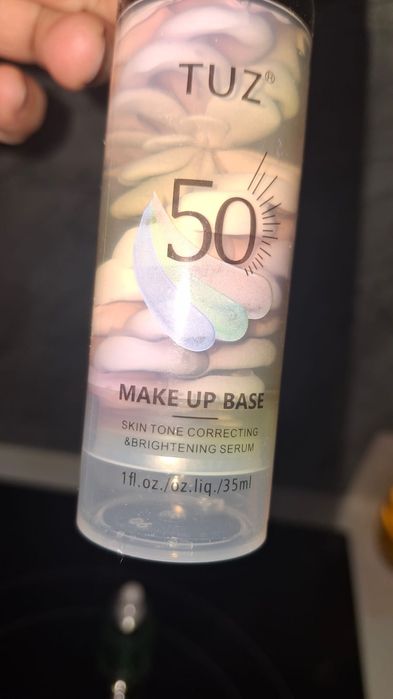 TUZ®
50
MAKE UP BASE
SKIN TONE CORRECTING
&BRIGHTENING SERUM
1fl.oz./oz.liq./35ml